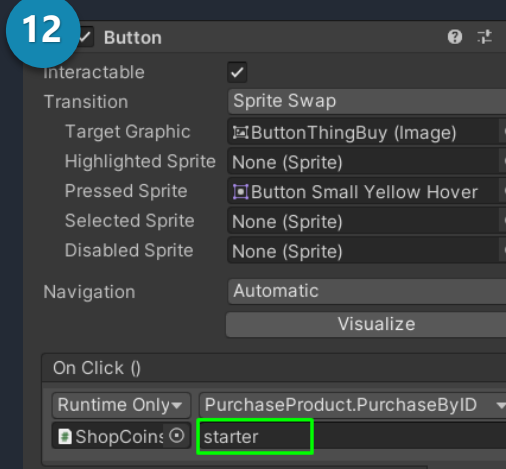 12
Button
Interactable
Transition Sprite Swap
Target Graphic ButtonThingBuy (Image)
Highlighted Sprite None (Sprite)
Pressed Sprite Button Small Yellow Hover
Selected Sprite None (Sprite)
Disabled Sprite None (Sprite)
Navigation Automatic
Visualize
On Click ()
Runtime Only PurchaseProduct.PurchaseByID
ShopCoins starter